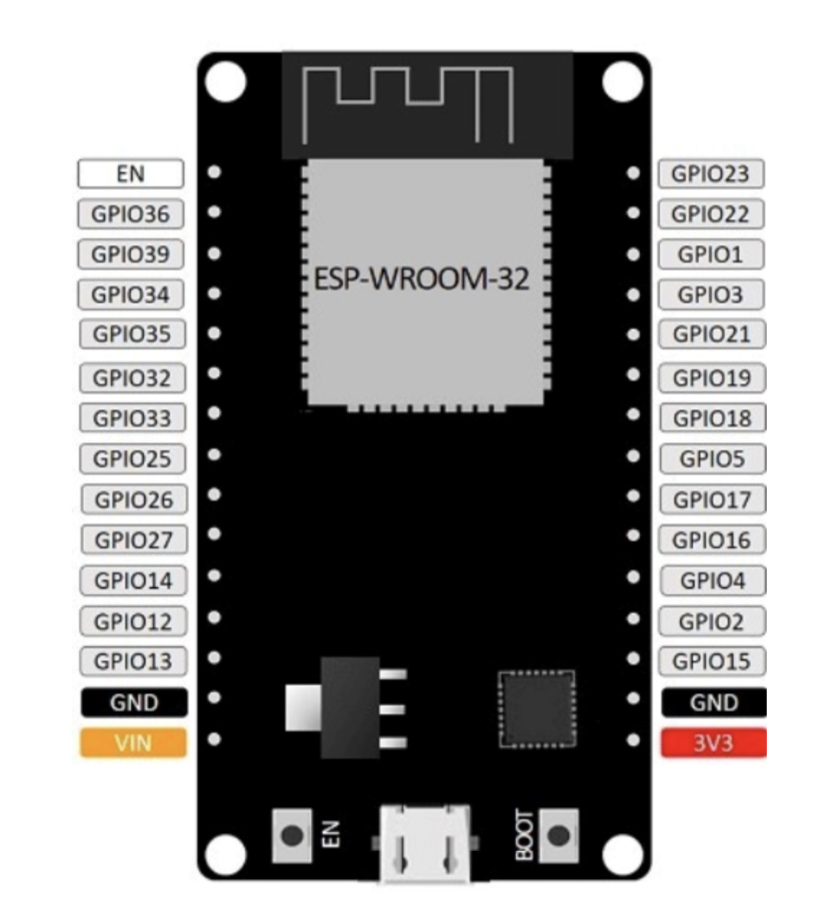 EN
GPIO36
GPIO39
GPIO34
GPIO35
GPIO32
GPIO33
GPIO25
GPIO26
GPIO27
GPIO14
GPIO12
GPIO13
GND
VIN
ESP-WROOM-32
EN
BOOT
GPIO23
GPIO22
GPIO1
GPIO3
GPIO21
GPIO19
GPIO18
GPIO5
GPIO17
GPIO16
GPIO4
GPIO2
GPIO15
GND
3V3